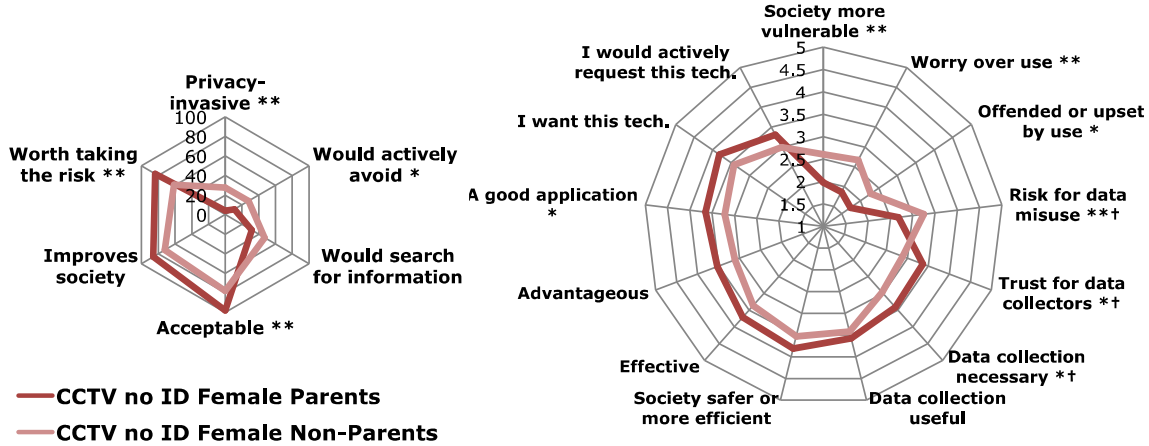 Privacy-
invasive **
100
80
60
40
20
0
Worth taking
the risk **
Would actively
avoid *
Improves
society
Would search
for information
Acceptable **
Society more
vulnerable **
5
4.5
4
3.5
3
2.5
2
1.5
1
I would actively
request this tech.
Worry over use **
I want this tech.
Offended or upset
by use *
A good application
*
Risk for data
misuse **†
Advantageous
Trust for data
collectors *†
Effective
Data collection
necessary *†
Society safer or
more efficient
Data collection
useful
CCTV no ID Female Parents
CCTV no ID Female Non-Parents